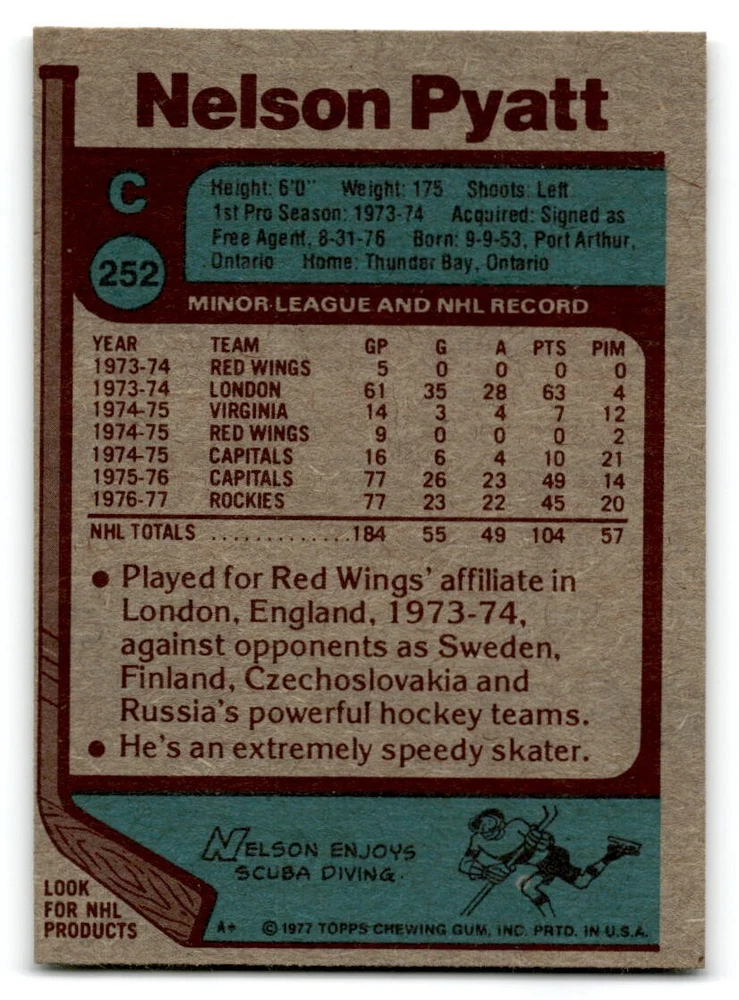 Nelson Pyatt
C
252
Height: 6'0" Weight: 175 Shoots: Left
1st Pro Season: 1973-74 Acquired: Signed as
Free Agent, 8-31-76 Born: 9-9-53, Port Arthur,
Ontario Home: Thunder Bay, Ontario
MINOR LEAGUE AND NHL RECORD
YEAR TEAM GP G A PTS PIM
1973-74 RED WINGS 5 0 0 0 0
1973-74 LONDON 61 35 28 63 4
1974-75 VIRGINIA 14 3 4 7 12
1974-75 RED WINGS 9 0 0 0 2
1974-75 CAPITALS 16 6 4 10 21
1975-76 CAPITALS 77 26 23 49 14
1976-77 ROCKIES 77 23 22 45 20
NHL TOTALS ............ 184 55 49 104 57
● Played for Red Wings' affiliate in
London, England, 1973-74,
against opponents as Sweden,
Finland, Czechoslovakia and
Russia's powerful hockey teams.
● He's an extremely speedy skater.
NELSON ENJOYS
SCUBA DIVING.
LOOK
FOR NHL
PRODUCTS
A+ © 1977 TOPPS CHEWING GUM, INC. PRTD. IN U.S.A.